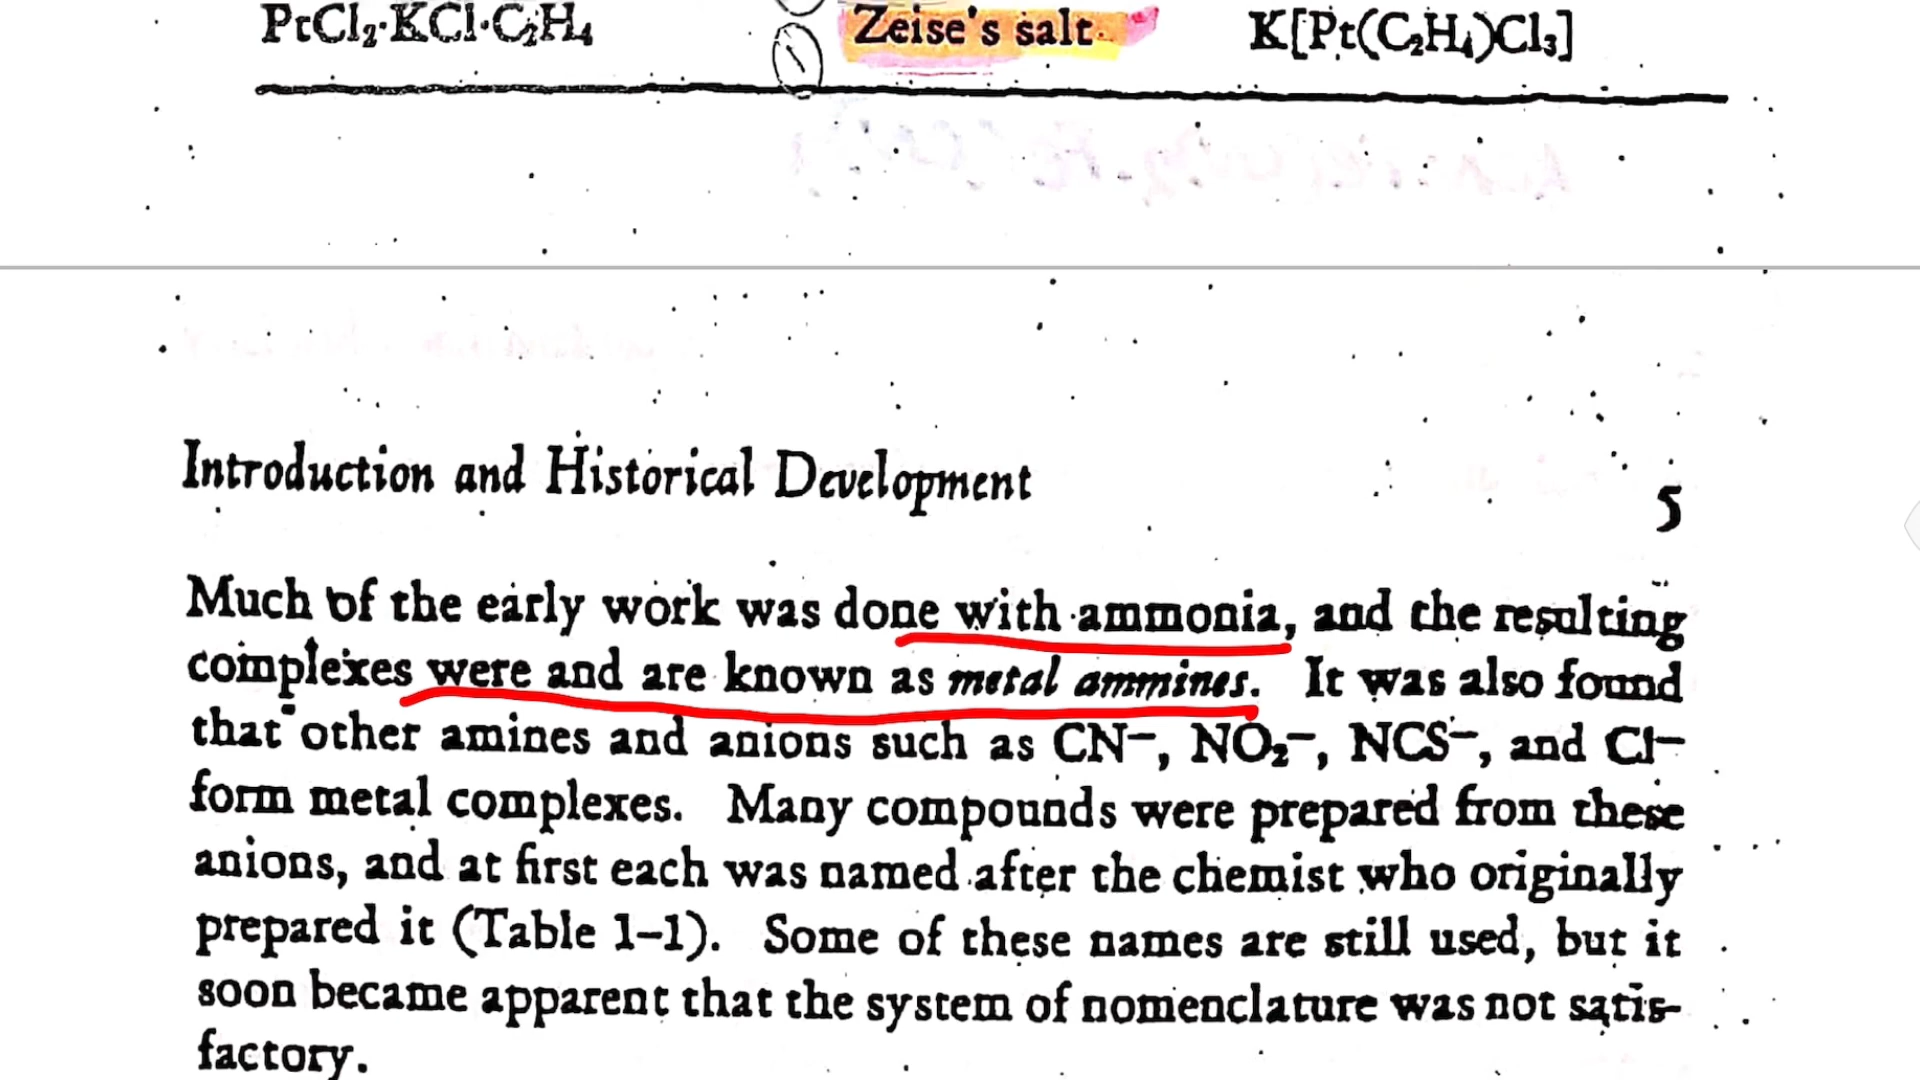 PtCl₂·KCl·C₂H₄ Zeise's salt K[Pt(C₂H₄)Cl₃]
Introduction and Historical Development 5
Much of the early work was done with ammonia, and the resulting
complexes were and are known as metal ammines. It was also found
that other amines and anions such as CN⁻, NO₂⁻, NCS⁻, and Cl⁻
form metal complexes. Many compounds were prepared from these
anions, and at first each was named after the chemist who originally
prepared it (Table 1–1). Some of these names are still used, but it
soon became apparent that the system of nomenclature was not satis-
factory.